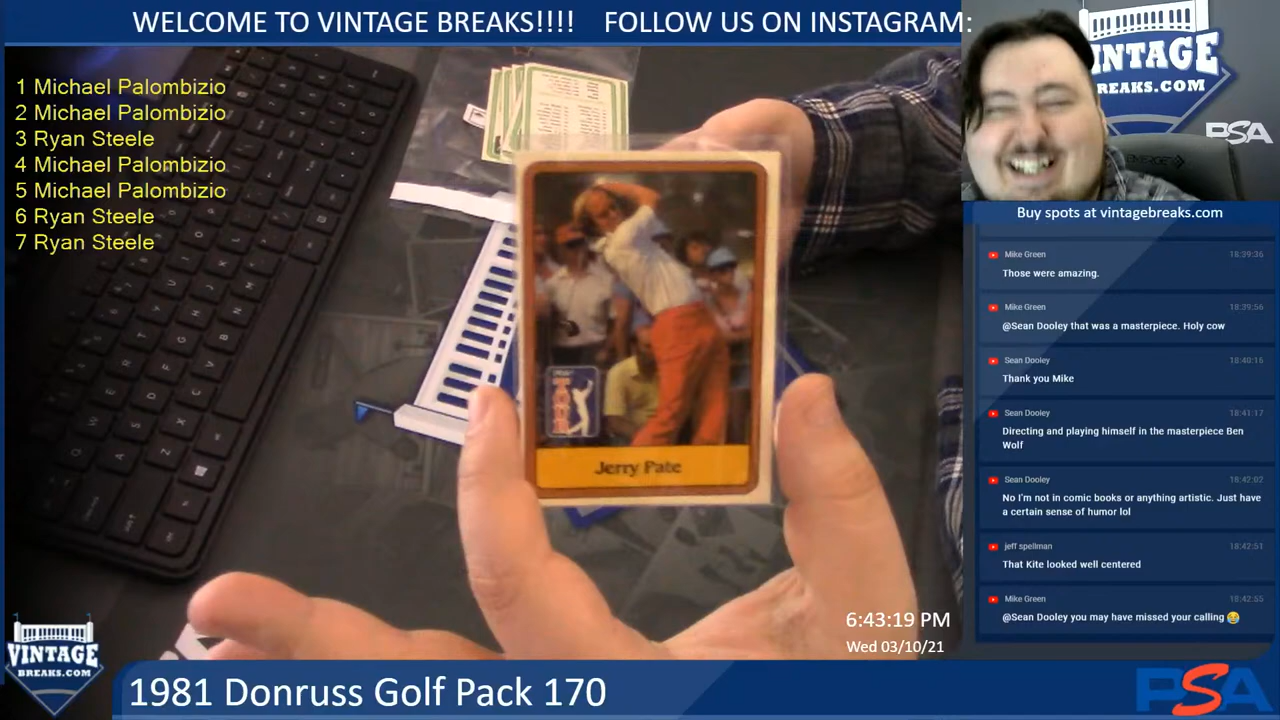 WELCOME TO VINTAGE BREAKS!!!! FOLLOW US ON INSTAGRAM:
1 Michael Palombizio
2 Michael Palombizio
3 Ryan Steele
4 Michael Palombizio
5 Michael Palombizio
6 Ryan Steele
7 Ryan Steele
TOUR
Jerry Pate
VINTAGE
BREAKS.COM
PSA
Buy spots at vintagebreaks.com
Mike Green 18:39:36
Those were amazing.
Mike Green 18:39:56
@Sean Dooley that was a masterpiece. Holy cow
Sean Dooley 18:40:16
Thank you Mike
Sean Dooley 18:41:17
Directing and playing himself in the masterpiece Ben
Wolf
Sean Dooley 18:42:02
No I'm not in comic books or anything artistic. Just have
a certain sense of humor lol
jeff spellman 18:42:51
That Kite looked well centered
Mike Green 18:42:55
@Sean Dooley you may have missed your calling 😂
6:43:19 PM
Wed 03/10/21
VINTAGE
BREAKS.COM
1981 Donruss Golf Pack 170
PSA